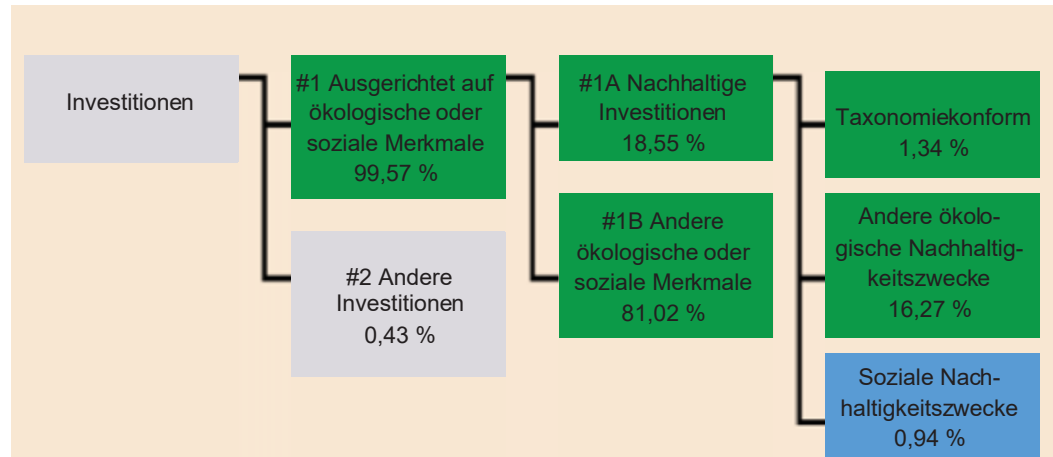 Investitionen
#1 Ausgerichtet auf
ökologische oder
soziale Merkmale
99,57 %
#2 Andere
Investitionen
0,43 %
#1A Nachhaltige
Investitionen
18,55 %
#1B Andere
ökologische oder
soziale Merkmale
81,02 %
Taxonomiekonform
1,34 %
Andere ökolo-
gische Nachhaltig-
keitszwecke
16,27 %
Soziale Nach-
haltigkeitszwecke
0,94 %